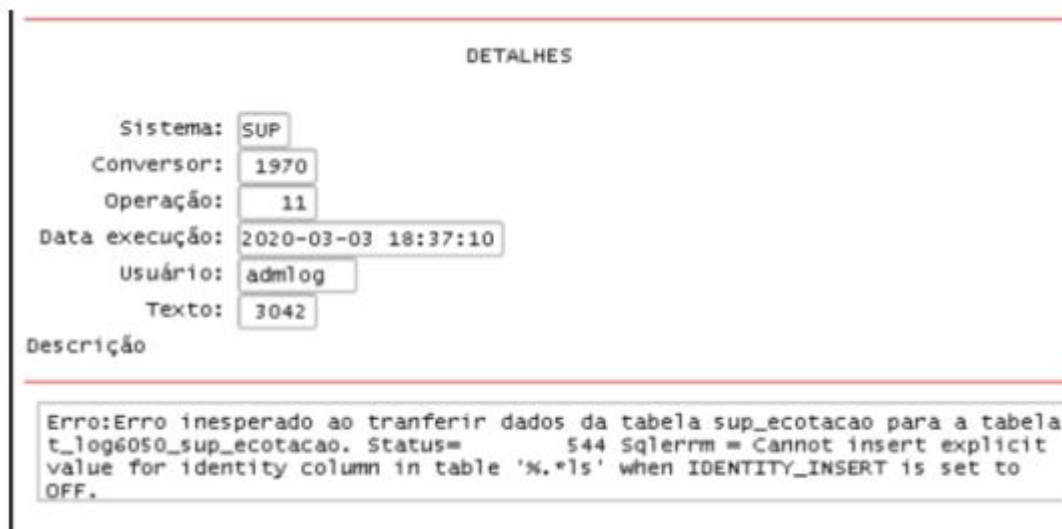 DETALHES
Sistema: SUP
Conversor: 1970
Operação: 11
Data execução: 2020-03-03 18:37:10
Usuário: admlog
Texto: 3042
Descrição
Erro:Erro inesperado ao tranferir dados da tabela sup_ecotacao para a tabela
t_log6050_sup_ecotacao. Status= 544 Sqlerrm = Cannot insert explicit
value for identity column in table '%.*ls' when IDENTITY_INSERT is set to
OFF.